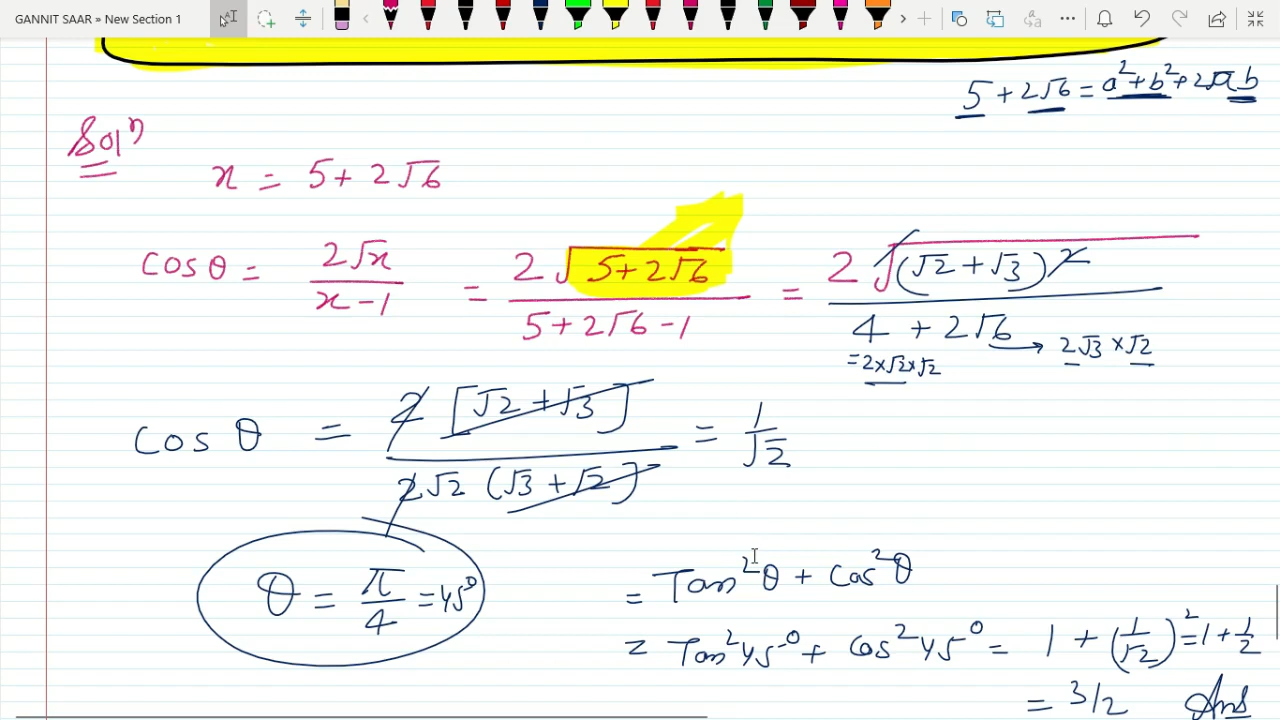 GANNIT SAAR » New Section 1
5 + 2√6 = a² + b² + 2√ab
Solⁿ
x = 5 + 2√6
cosθ = 2√x / (x - 1) = 2√(5 + 2√6) / (5 + 2√6 - 1) = 2√((√2 + √3)²) / (4 + 2√6)
→ 2√3 × √2
= 2×√2×√2
Cos θ = 2[√2 + √3] / 2√2 (√3 + √2) = 1/√2
θ = π/4 = 45°
= Tan²θ + Cos²θ
= Tan²45° + Cos²45° = 1 + (1/√2)² = 1 + 1/2
= 3/2 Ans